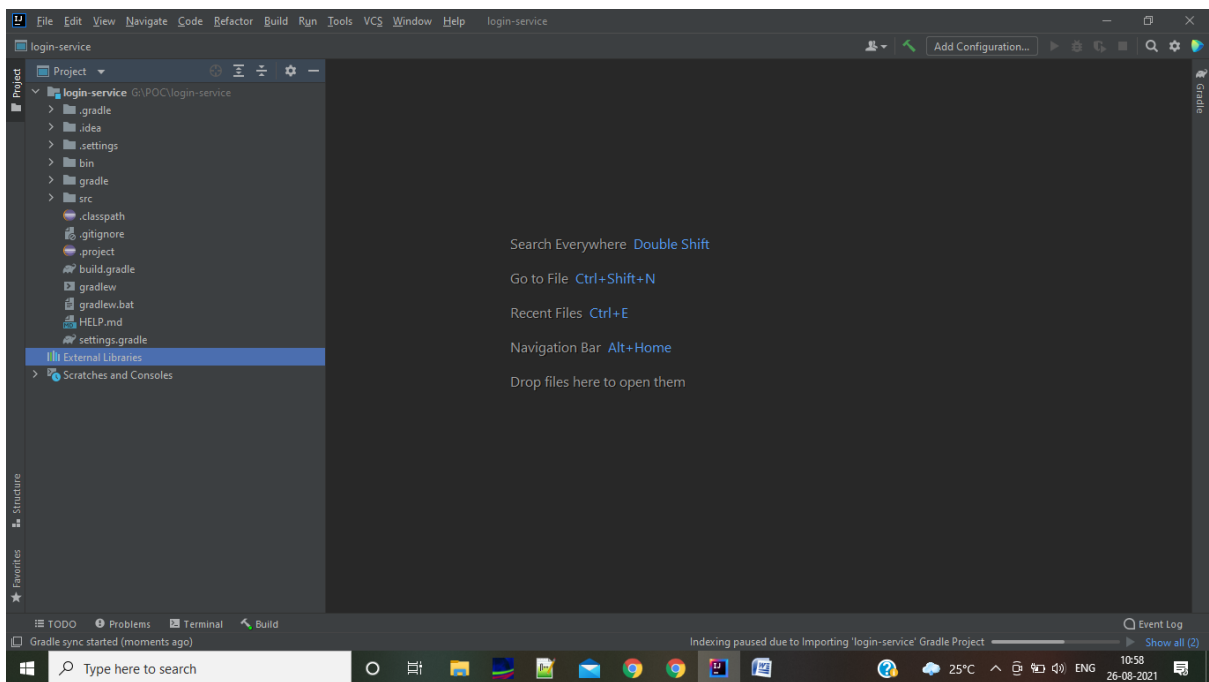 File Edit View Navigate Code Refactor Build Run Tools VCS Window Help login-service
login-service
Add Configuration...
Project
Project
login-service G:\POC\login-service
.gradle
.idea
.settings
bin
gradle
src
.classpath
.gitignore
.project
build.gradle
gradlew
gradlew.bat
HELP.md
settings.gradle
External Libraries
Scratches and Consoles
Structure
Favorites
Search Everywhere Double Shift
Go to File Ctrl+Shift+N
Recent Files Ctrl+E
Navigation Bar Alt+Home
Drop files here to open them
Gradle
TODO Problems Terminal Build Event Log
Gradle sync started (moments ago) Indexing paused due to Importing 'login-service' Gradle Project Show all (2)
Type here to search 25°C ENG 10:58
26-08-2021